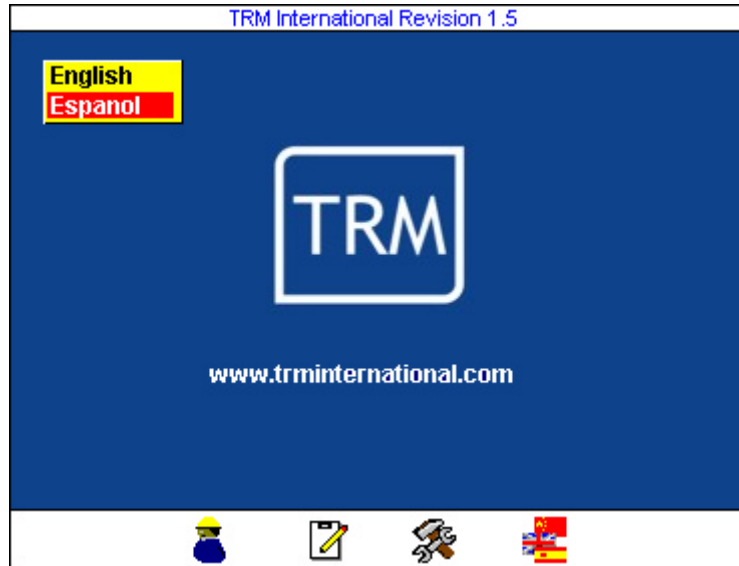 TRM International Revision 1.5
English
Espanol
TRM
www.trminternational.com